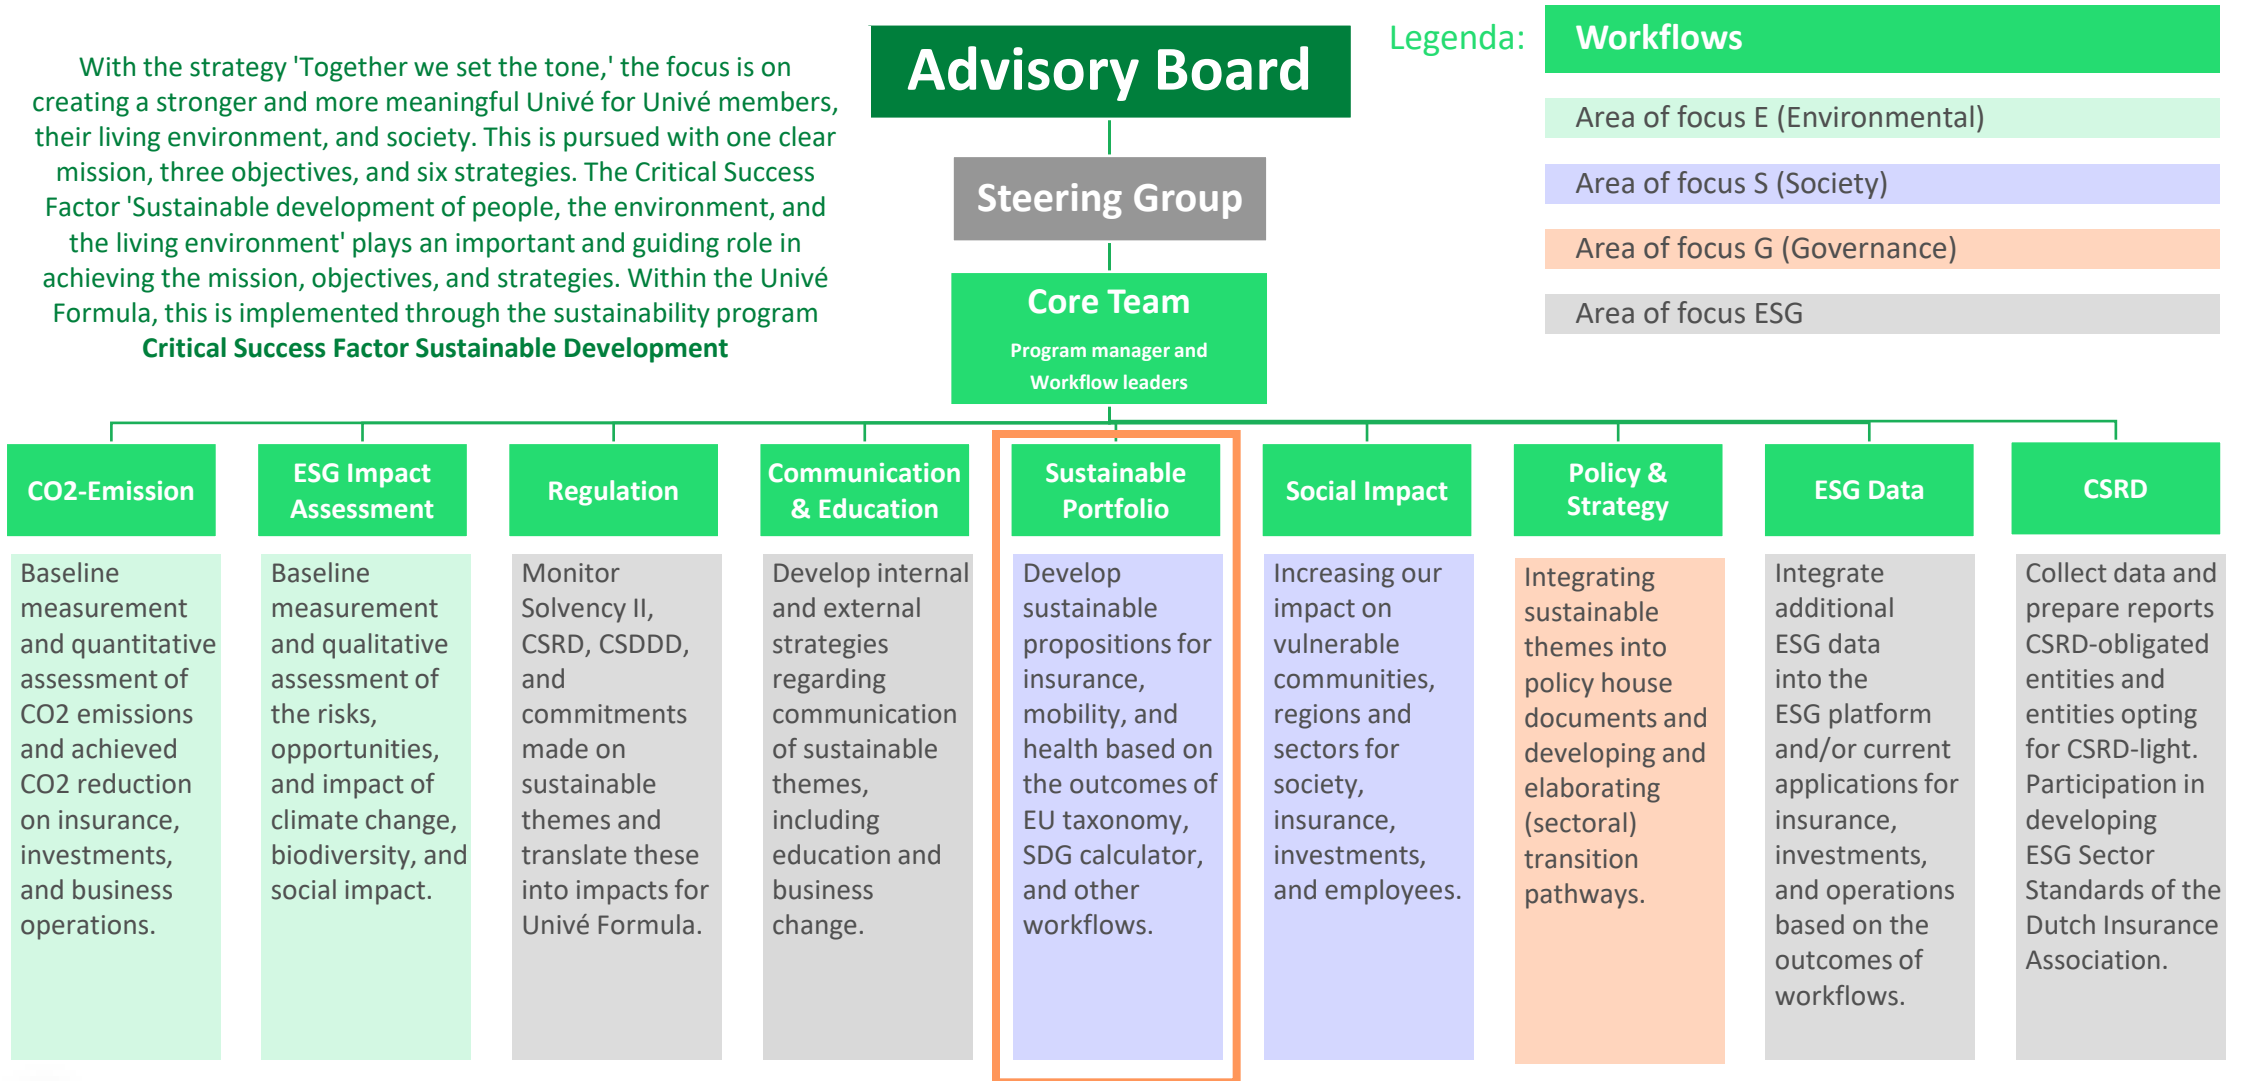 With the strategy 'Together we set the tone,' the focus is on
creating a stronger and more meaningful Univé for Univé members,
their living environment, and society. This is pursued with one clear
mission, three objectives, and six strategies. The Critical Success
Factor 'Sustainable development of people, the environment, and
the living environment' plays an important and guiding role in
achieving the mission, objectives, and strategies. Within the Univé
Formula, this is implemented through the sustainability program
Critical Success Factor Sustainable Development
Advisory Board
Steering Group
Core Team
Program manager and
Workflow leaders
Legenda:
Workflows
Area of focus E (Environmental)
Area of focus S (Society)
Area of focus G (Governance)
Area of focus ESG
CO2-Emission
Baseline
measurement
and quantitative
assessment of
CO2 emissions
and achieved
CO2 reduction
on insurance,
investments,
and business
operations.
ESG Impact
Assessment
Baseline
measurement
and qualitative
assessment of
the risks,
opportunities,
and impact of
climate change,
biodiversity, and
social impact.
Regulation
Monitor
Solvency II,
CSRD, CSDDD,
and
commitments
made on
sustainable
themes and
translate these
into impacts for
Univé Formula.
Communication
& Education
Develop internal
and external
strategies
regarding
communication
of sustainable
themes,
including
education and
business
change.
Sustainable
Portfolio
Develop
sustainable
propositions for
insurance,
mobility, and
health based on
the outcomes of
EU taxonomy,
SDG calculator,
and other
workflows.
Social Impact
Increasing our
impact on
vulnerable
communities,
regions and
sectors for
society,
insurance,
investments,
and employees.
Policy &
Strategy
Integrating
sustainable
themes into
policy house
documents and
developing and
elaborating
(sectoral)
transition
pathways.
ESG Data
Integrate
additional
ESG data
into the
ESG platform
and/or current
applications for
insurance,
investments,
and operations
based on the
outcomes of
workflows.
CSRD
Collect data and
prepare reports
CSRD-obligated
entities and
entities opting
for CSRD-light.
Participation in
developing
ESG Sector
Standards of the
Dutch Insurance
Association.